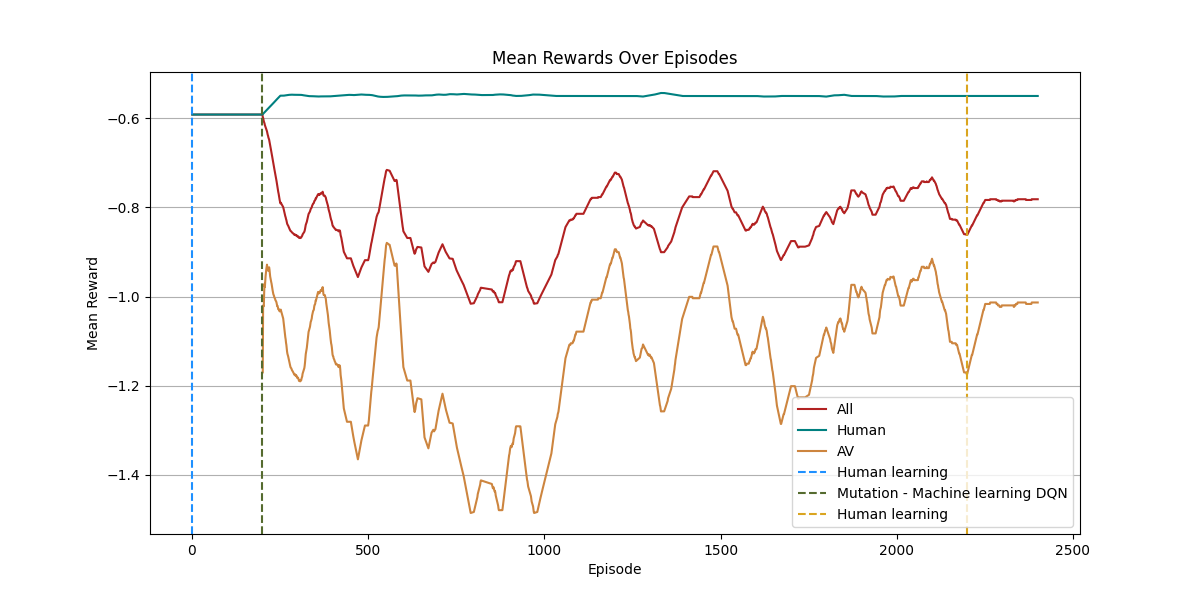 Mean Rewards Over Episodes
Mean Reward
−0.6
−0.8
−1.0
−1.2
−1.4
All
Human
AV
Human learning
Mutation - Machine learning DQN
Human learning
0
500
1000
1500
2000
2500
Episode